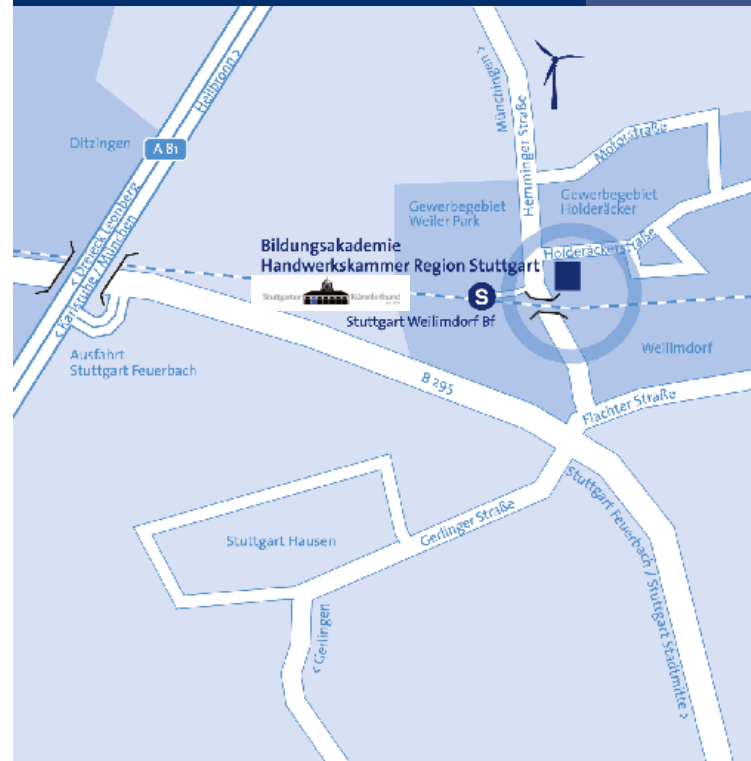 Heilbronn >
< Münchingen
Hemminger Straße
Motorstraße
Ditzingen
A 81
Gewerbegebiet
Weiler Park
Gewerbegebiet
Holderäcker
< Dreieck Leonberg
< Karlsruhe / München
Bildungsakademie
Handwerkskammer Region Stuttgart
Holderäckerstraße
Stuttgarter Künstlerbund
S
Stuttgart Weilimdorf Bf
Weilimdorf
Ausfahrt
Stuttgart Feuerbach
B 295
Flachter Straße
Stuttgart Hausen
Gerlinger Straße
Stuttgart Feuerbach / Stuttgart Stadtmitte >
< Gerlingen